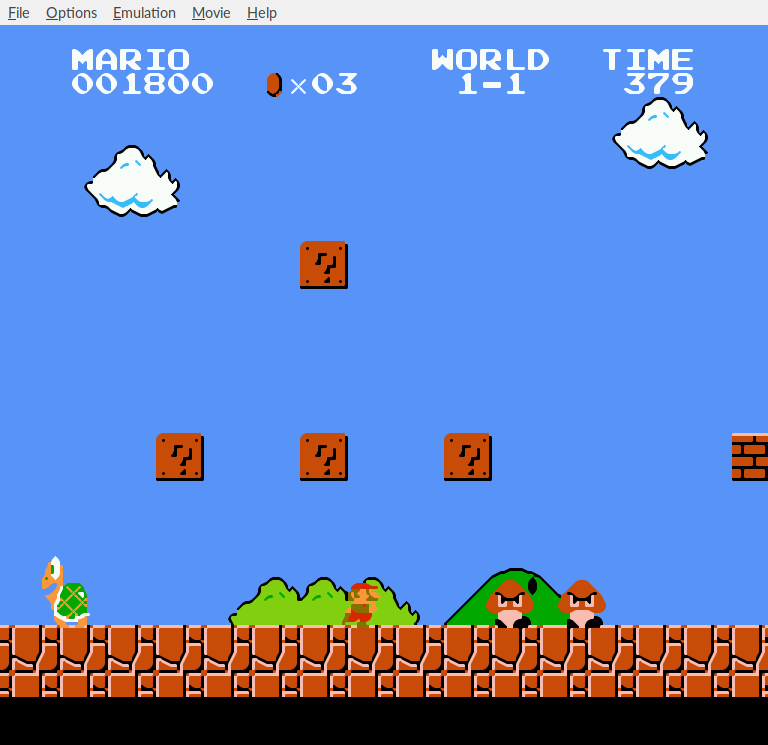 File Options Emulation Movie Help
MARIO WORLD TIME
001800 ×03 1-1 379
?
? ? ?